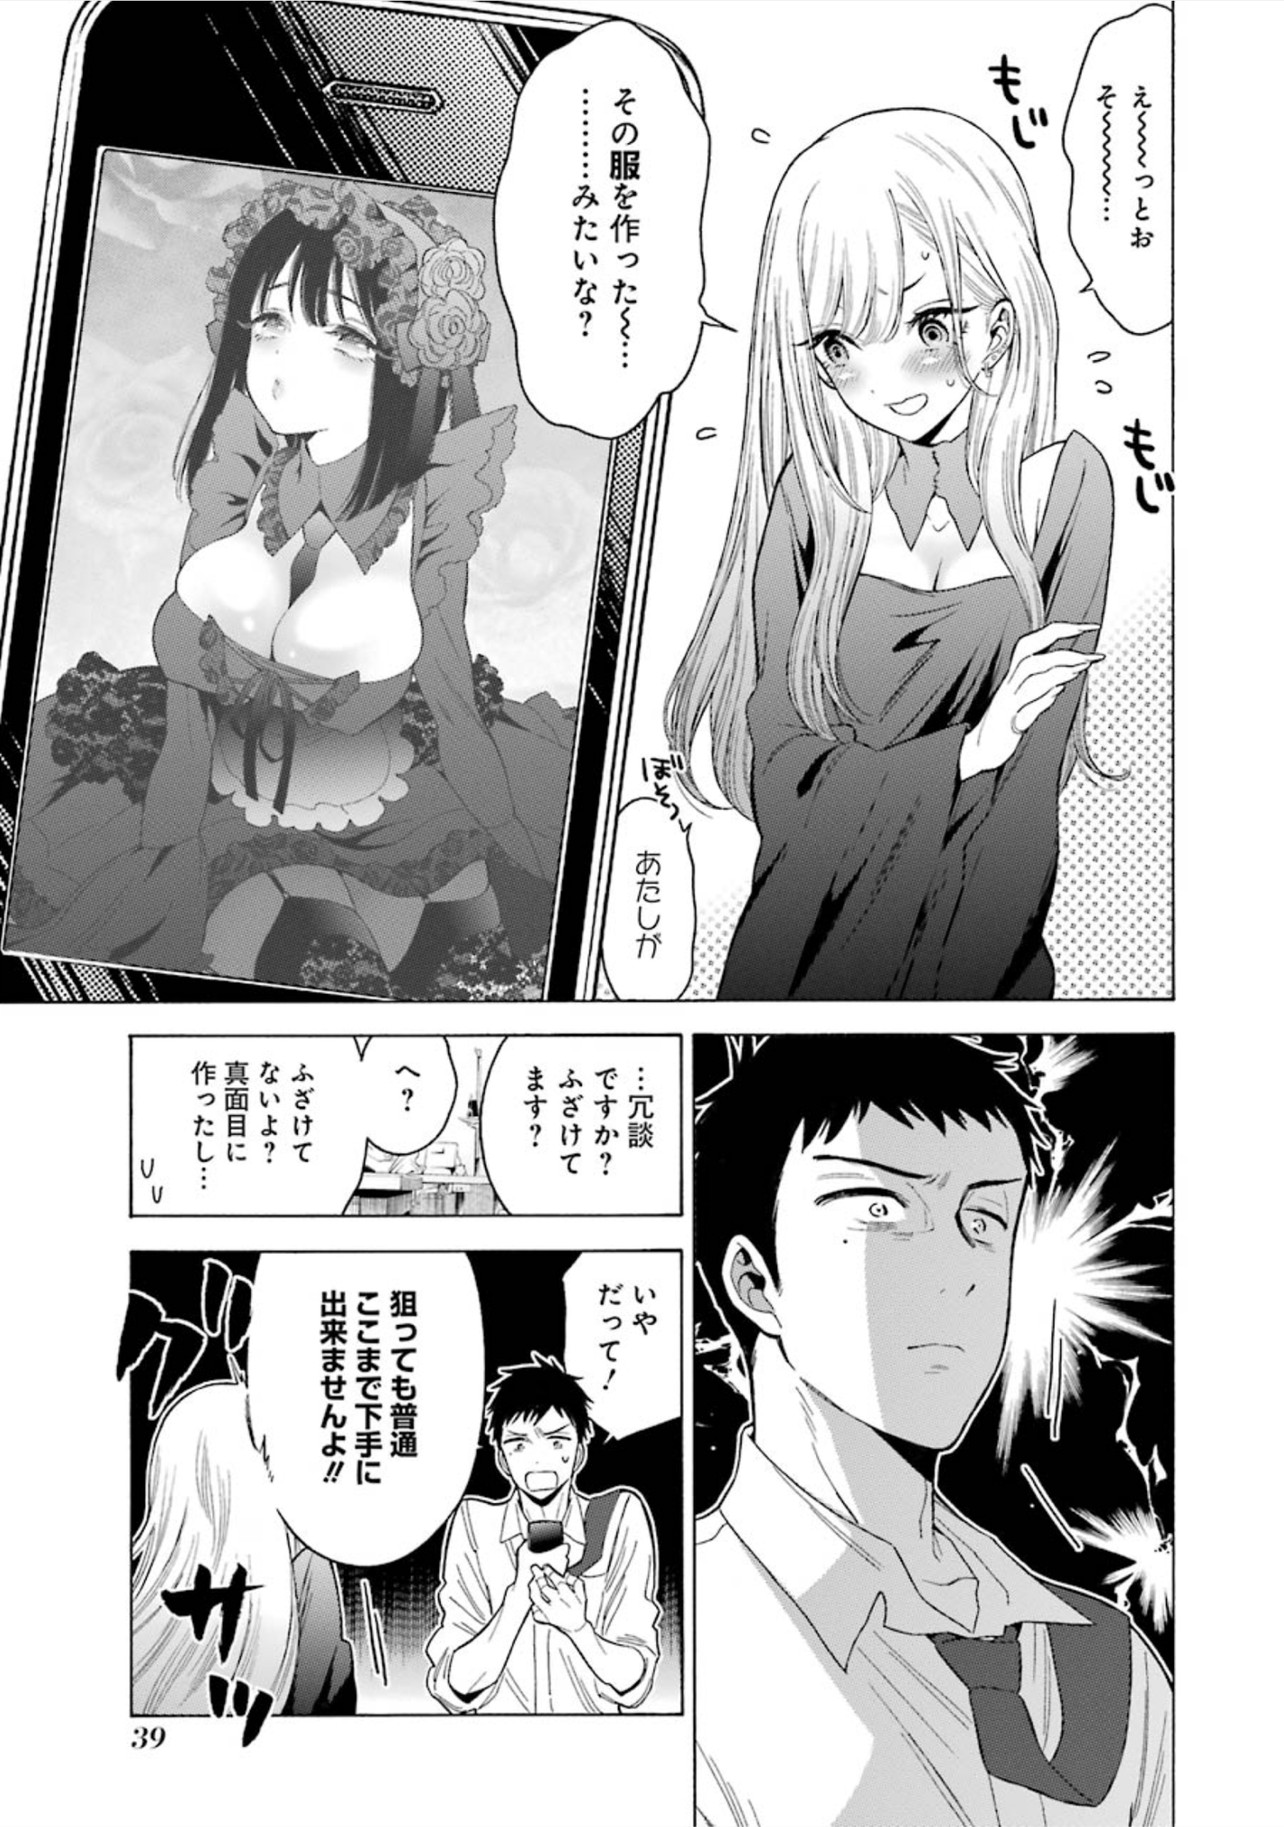 え〜〜〜っとお
そ〜〜〜〜〜…
もじ
もじ
その服を作った〜〜…
………みたいな？
ぼそっ
あたしが
…冗談
ですか？
ふざけて
ます？
へ？
ふざけて
ないよ？
真面目に
作ったし…
いや
だって！
狙っても普通
ここまで下手に
出来ませんよ!!
グサッ
グサッ
39